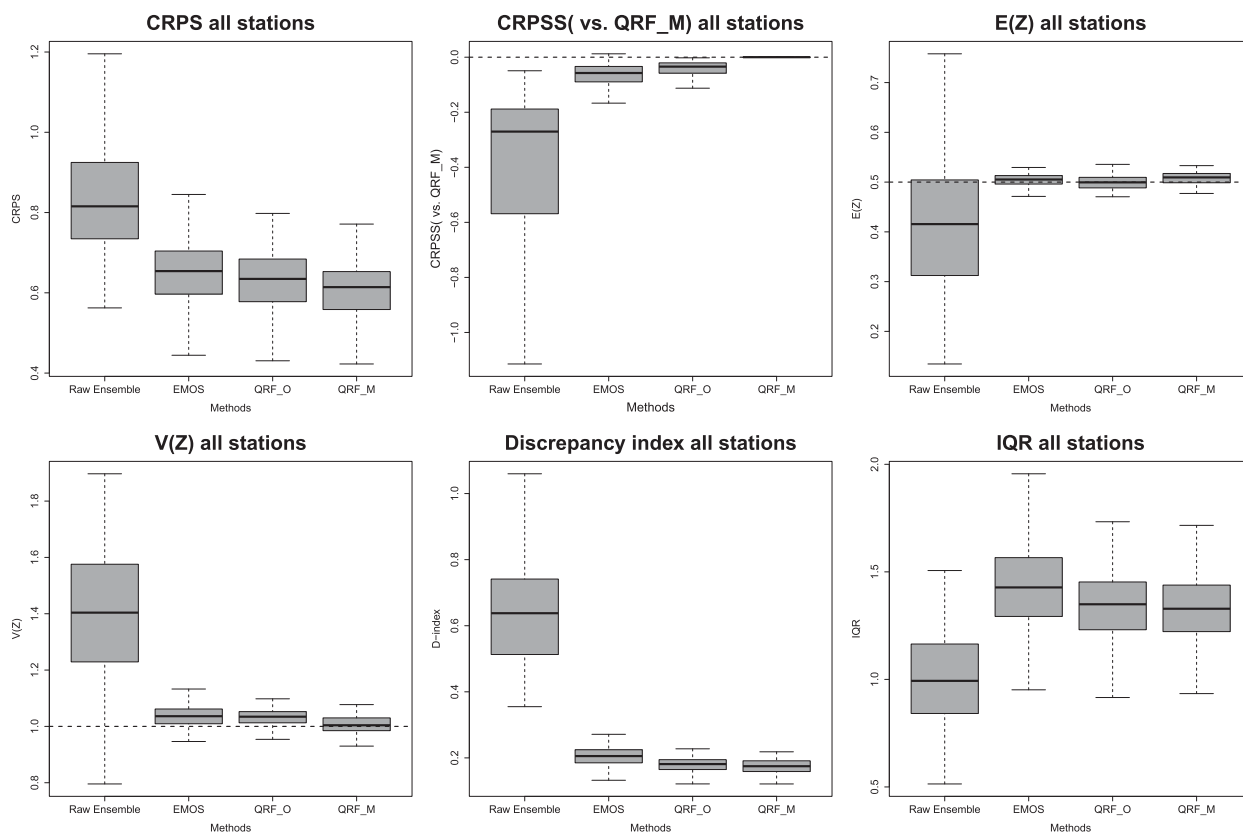 CRPS all stations
CRPS
1.2
1.0
0.8
0.6
0.4
Raw Ensemble EMOS QRF_O QRF_M
Methods
CRPSS( vs. QRF_M) all stations
CRPSS( vs. QRF_M)
0.0
−0.2
−0.4
−0.6
−0.8
−1.0
Raw Ensemble EMOS QRF_O QRF_M
Methods
E(Z) all stations
E(Z)
0.7
0.6
0.5
0.4
0.3
0.2
Raw Ensemble EMOS QRF_O QRF_M
Methods
V(Z) all stations
V(Z)
1.8
1.6
1.4
1.2
1.0
0.8
Raw Ensemble EMOS QRF_O QRF_M
Methods
Discrepancy index all stations
D−index
1.0
0.8
0.6
0.4
0.2
Raw Ensemble EMOS QRF_O QRF_M
Methods
IQR all stations
IQR
2.0
1.5
1.0
0.5
Raw Ensemble EMOS QRF_O QRF_M
Methods